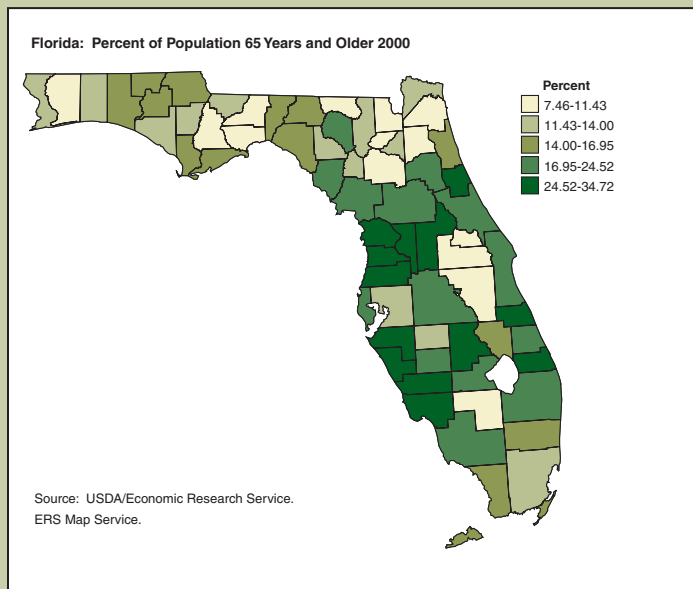 Florida: Percent of Population 65 Years and Older 2000
Percent
7.46-11.43
11.43-14.00
14.00-16.95
16.95-24.52
24.52-34.72
Source: USDA/Economic Research Service.
ERS Map Service.